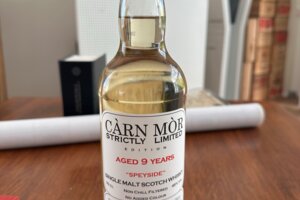 CÀRN MÒR
STRICTLY LIMITED
EDITION
AGED 9 YEARS
"SPEYSIDE"
SINGLE MALT SCOTCH WHISKY
NON CHILL FILTERED
NO ADDED COLOUR